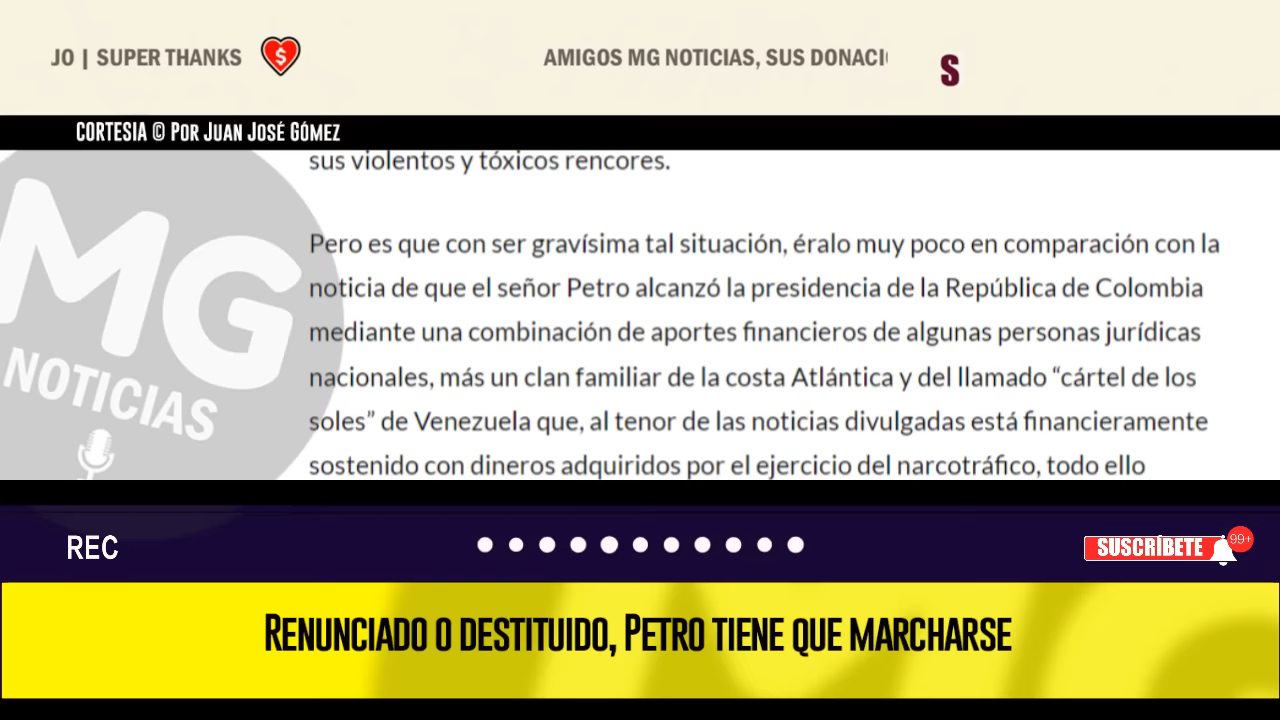 JO | SUPER THANKS
$
AMIGOS MG NOTICIAS, SUS DONACI
S
CORTESIA © Por Juan José Gómez
sus violentos y tóxicos rencores.
Pero es que con ser gravísima tal situación, éralo muy poco en comparación con la
noticia de que el señor Petro alcanzó la presidencia de la República de Colombia
mediante una combinación de aportes financieros de algunas personas jurídicas
nacionales, más un clan familiar de la costa Atlántica y del llamado “cártel de los
soles” de Venezuela que, al tenor de las noticias divulgadas está financieramente
sostenido con dineros adquiridos por el ejercicio del narcotráfico, todo ello
MG
NOTICIAS
REC
SUSCRÍBETE
99+
Renunciado o destituido, Petro tiene que marcharse